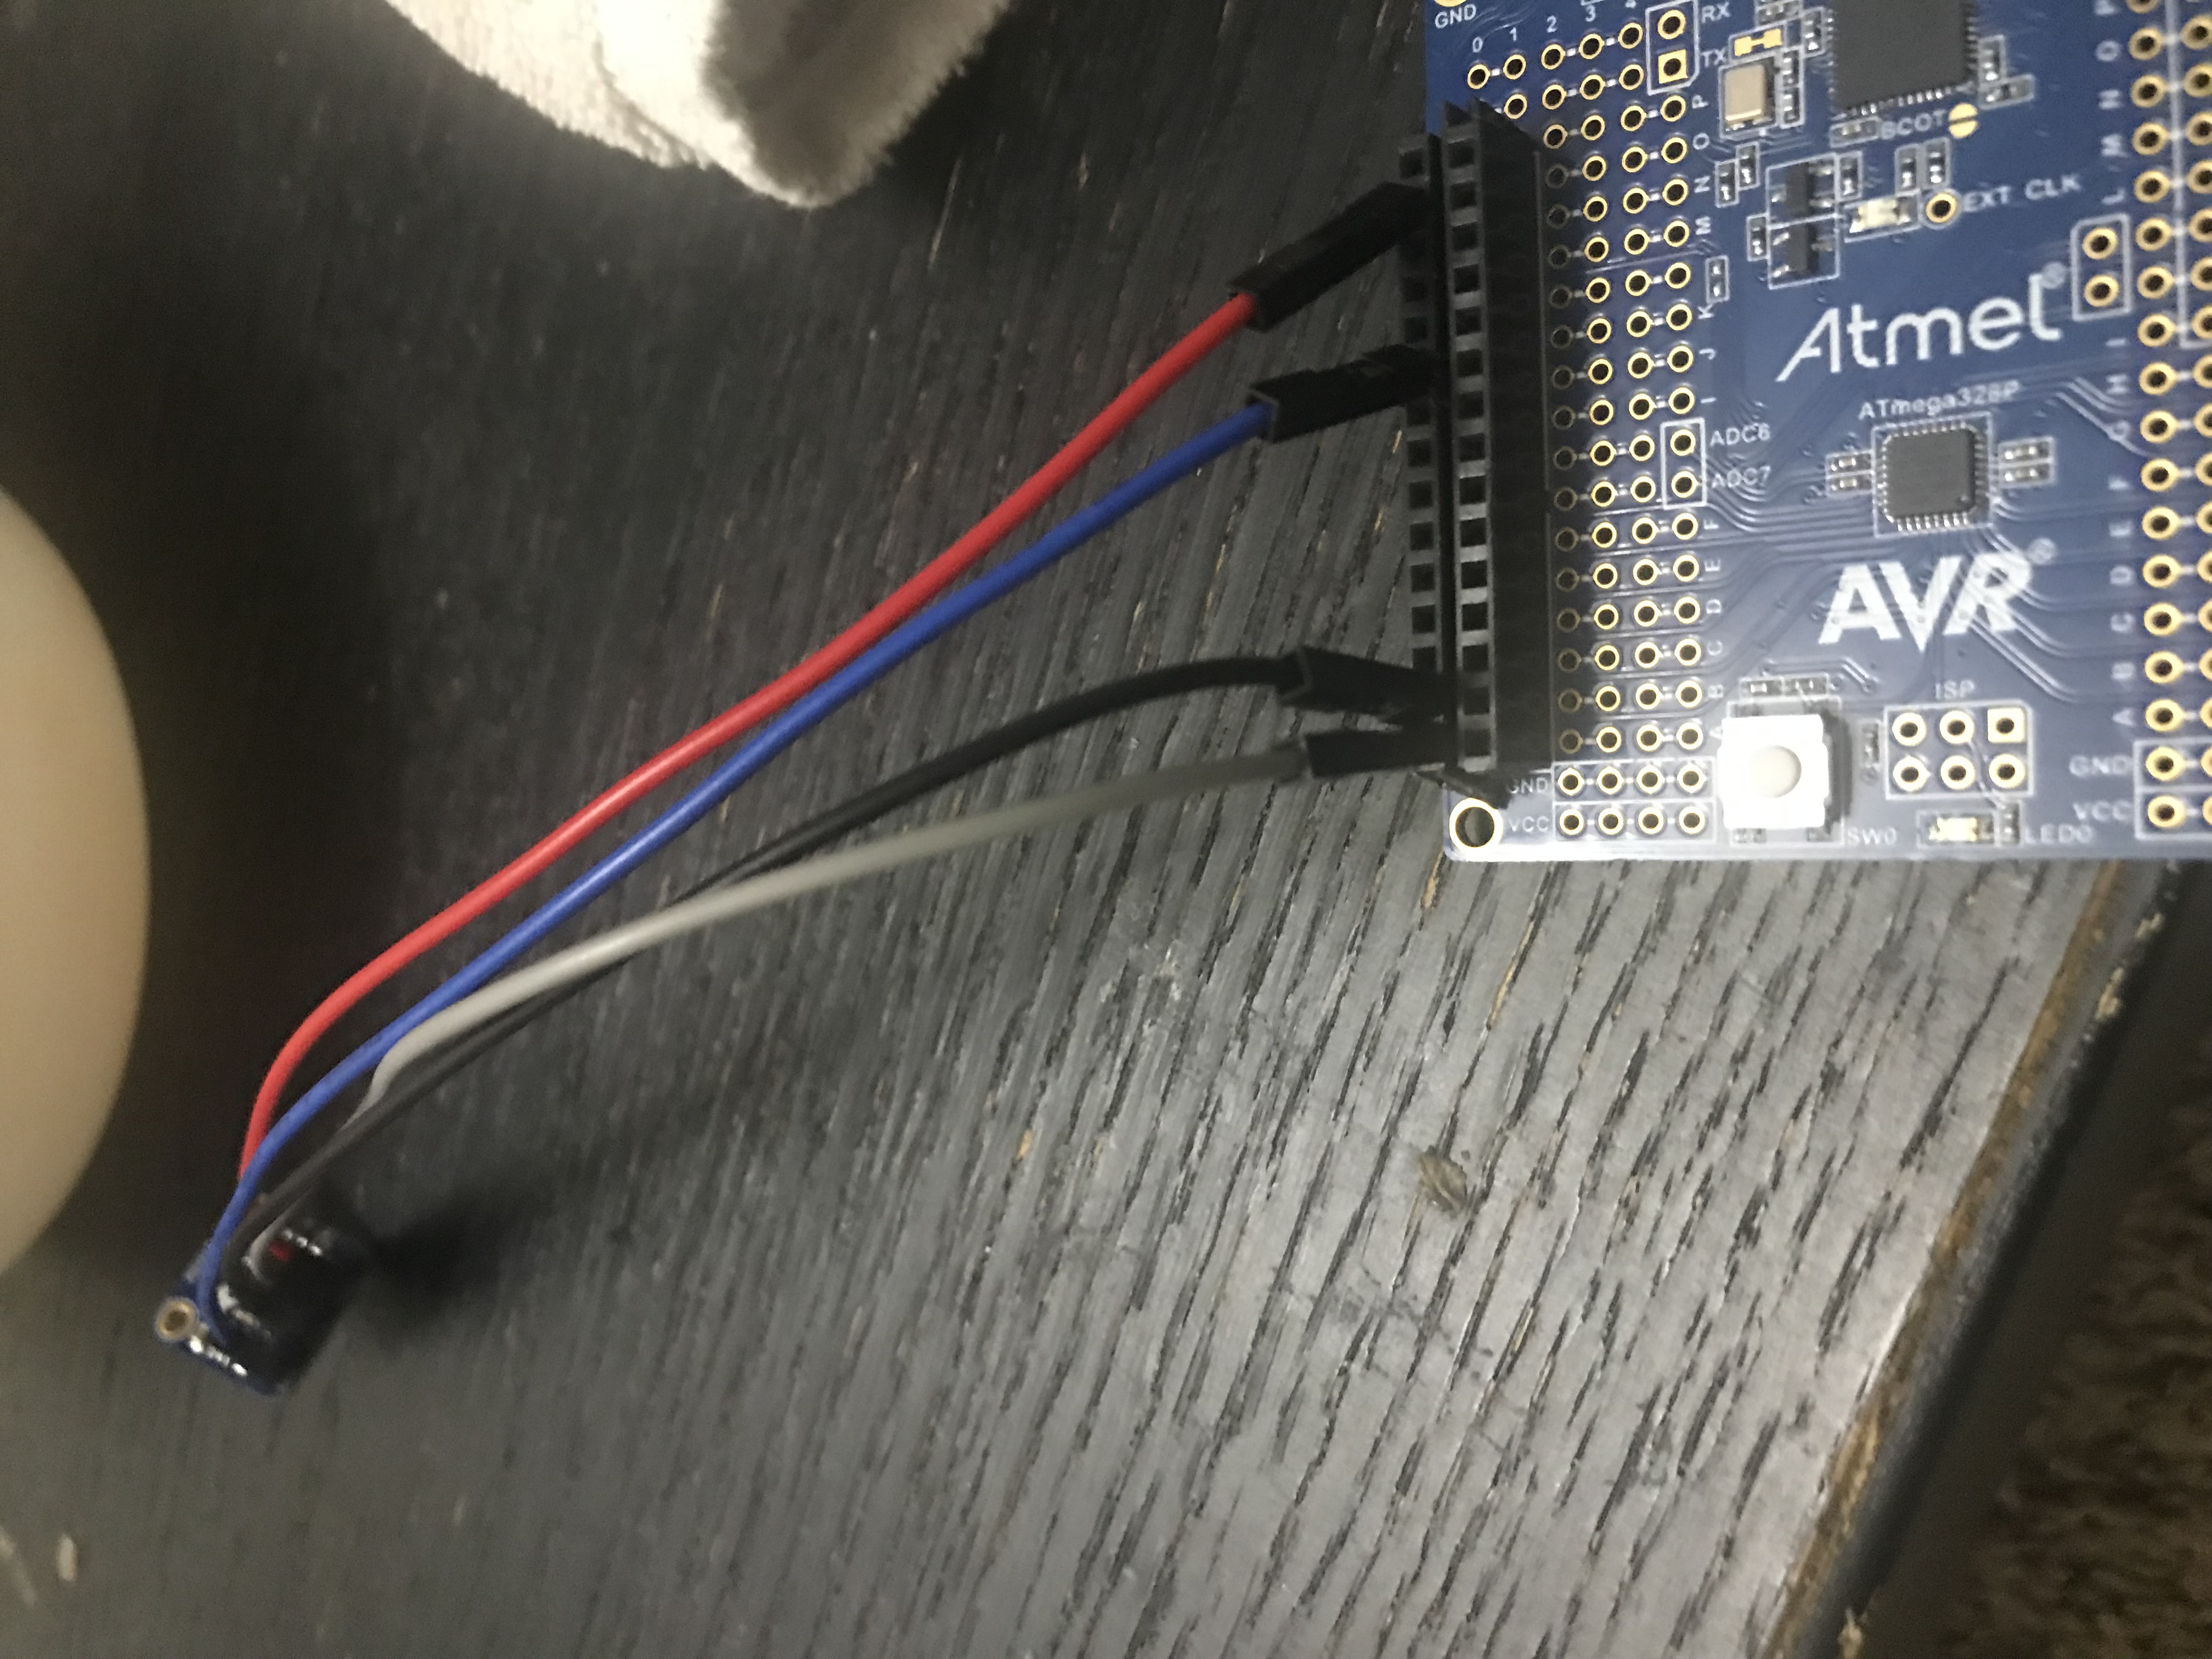 GND
0
1
2
3
4
VCC
GND
A B C D E F ADC7 ADC6 I J K M N O P TX RX
SW0
ISP
AVR®
ATmega328P
Atmel®
EXT CLK
LED0
VCC
GND
A B C D E F G H I L M N O P